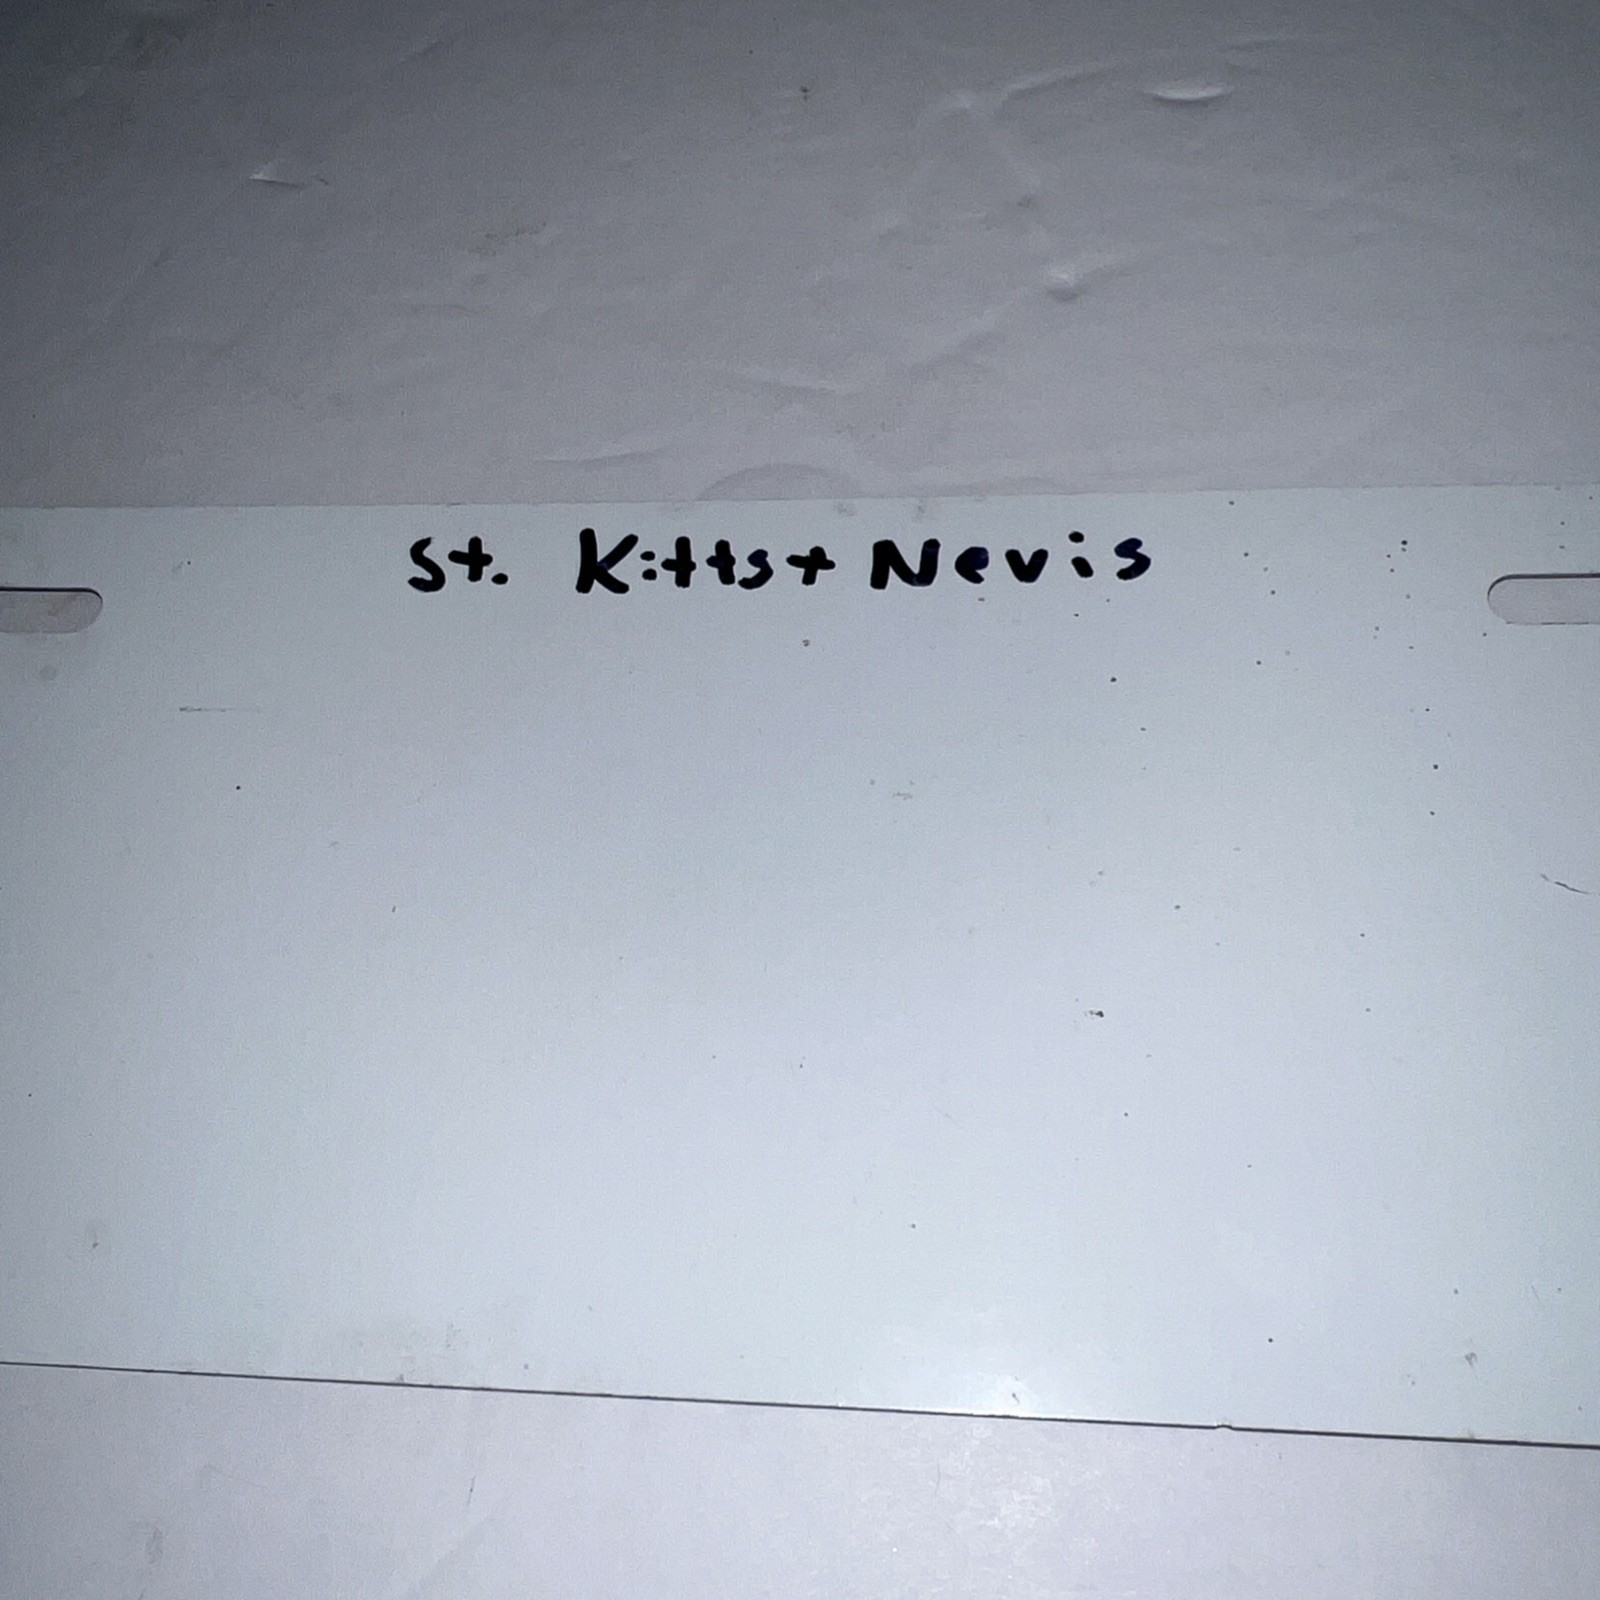 St. Kitts + Nevis